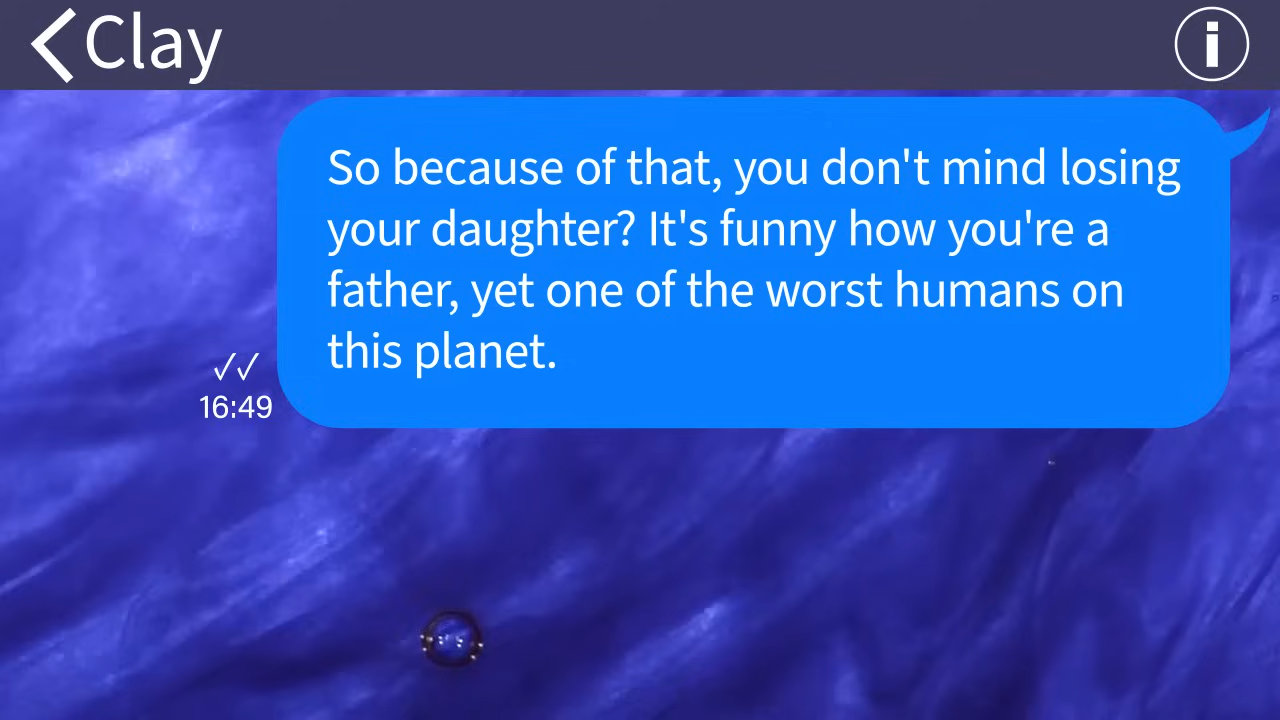 Clay
So because of that, you don't mind losing
your daughter? It's funny how you're a
father, yet one of the worst humans on
this planet.
16:49